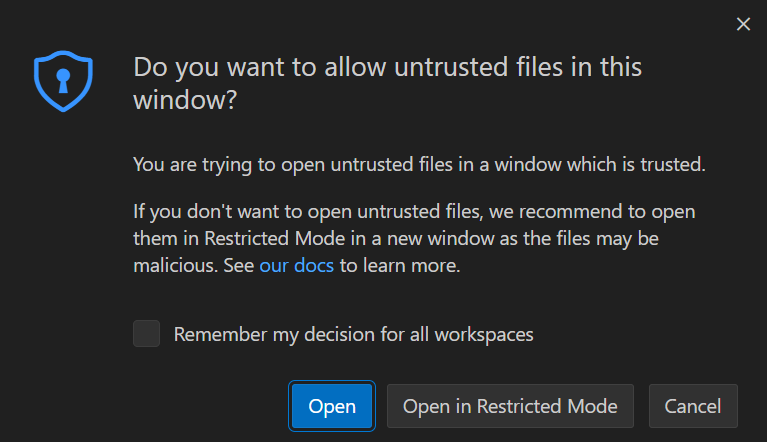 Do you want to allow untrusted files in this
window?
You are trying to open untrusted files in a window which is trusted.
If you don't want to open untrusted files, we recommend to open
them in Restricted Mode in a new window as the files may be
malicious. See our docs to learn more.
Remember my decision for all workspaces
Open
Open in Restricted Mode
Cancel